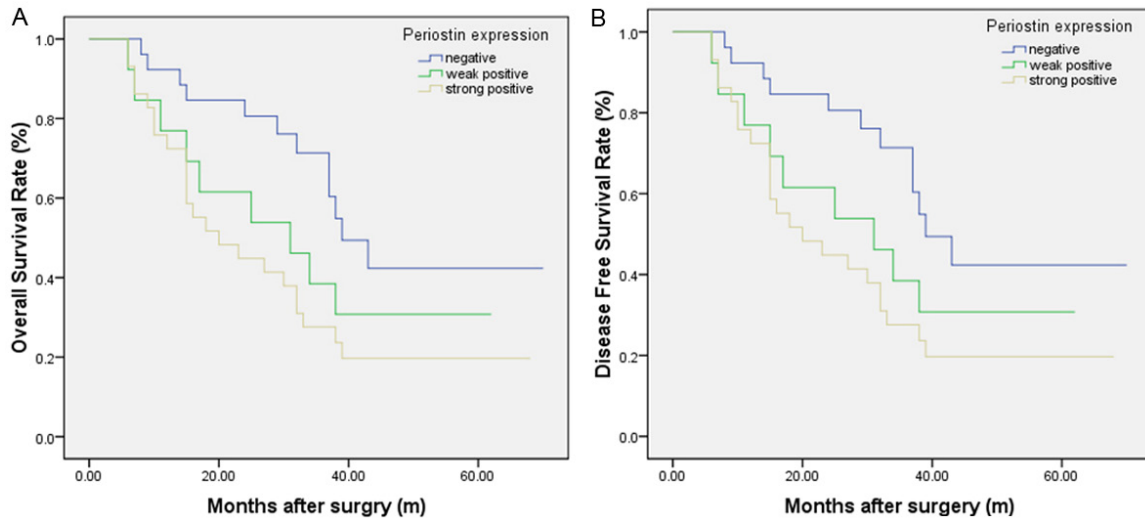 A
Overall Survival Rate (%)
1.0
0.8
0.6
0.4
0.2
0.0
Periostin expression
negative
weak positive
strong positive
0.00 20.00 40.00 60.00
Months after surgry (m)
B
Disease Free Survival Rate (%)
1.0
0.8
0.6
0.4
0.2
0.0
Periostin expression
negative
weak positive
strong positive
0.00 20.00 40.00 60.00
Months after surgery (m)